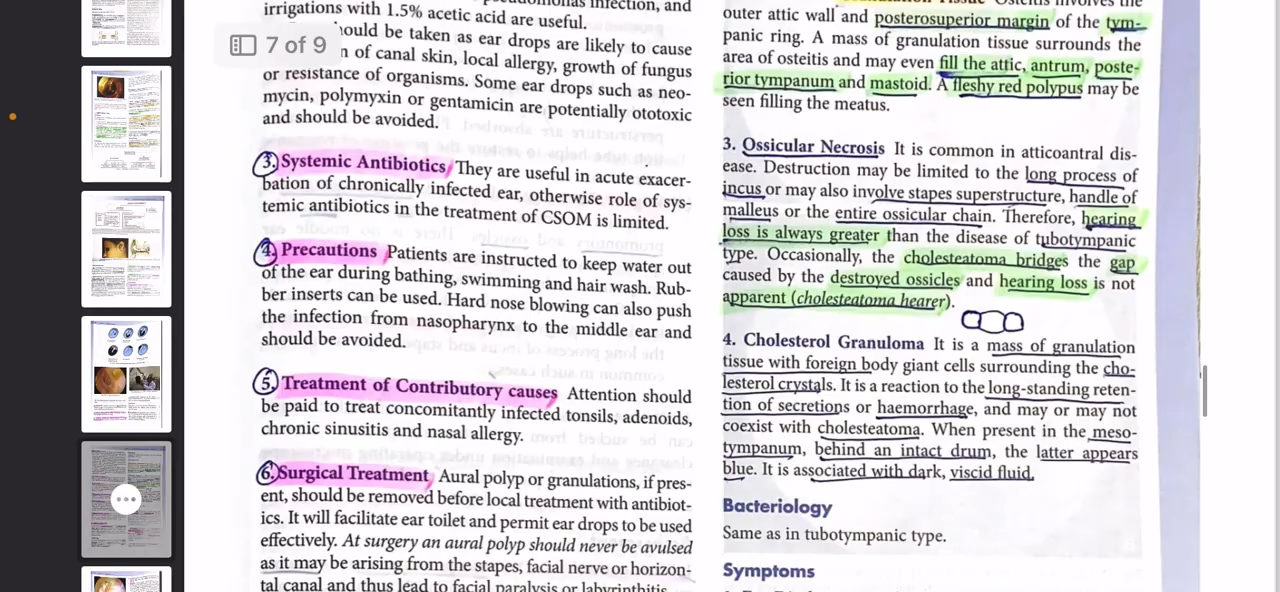 7 of 9
irrigations with 1.5% acetic acid are useful.
ould be taken as ear drops are likely to cause
n of canal skin, local allergy, growth of fungus
or resistance of organisms. Some ear drops such as neo-
mycin, polymyxin or gentamicin are potentially ototoxic
and should be avoided.
3. Systemic Antibiotics They are useful in acute exacer-
bation of chronically infected ear, otherwise role of sys-
temic antibiotics in the treatment of CSOM is limited.
4. Precautions Patients are instructed to keep water out
of the ear during bathing, swimming and hair wash. Rub-
ber inserts can be used. Hard nose blowing can also push
the infection from nasopharynx to the middle ear and
should be avoided.
5. Treatment of Contributory causes Attention should
be paid to treat concomitantly infected tonsils, adenoids,
chronic sinusitis and nasal allergy.
6. Surgical Treatment Aural polyp or granulations, if pres-
ent, should be removed before local treatment with antibiot-
ics. It will facilitate ear toilet and permit ear drops to be used
effectively. At surgery an aural polyp should never be avulsed
as it may be arising from the stapes, facial nerve or horizon-
tal canal and thus lead to facial paralysis or labyrinthitis.
outer attic wall and posterosuperior margin of the tym-
panic ring. A mass of granulation tissue surrounds the
area of osteitis and may even fill the attic, antrum, poste-
rior tympanum and mastoid. A fleshy red polypus may be
seen filling the meatus.
3. Ossicular Necrosis It is common in atticoantral dis-
ease. Destruction may be limited to the long process of
incus or may also involve stapes superstructure, handle of
malleus or the entire ossicular chain. Therefore, hearing
loss is always greater than the disease of tubotympanic
type. Occasionally, the cholesteatoma bridges the gap
caused by the destroyed ossicles and hearing loss is not
apparent (cholesteatoma hearer).
4. Cholesterol Granuloma It is a mass of granulation
tissue with foreign body giant cells surrounding the cho-
lesterol crystals. It is a reaction to the long-standing reten-
tion of secretions or haemorrhage, and may or may not
coexist with cholesteatoma. When present in the meso-
tympanum, behind an intact drum, the latter appears
blue. It is associated with dark, viscid fluid.
Bacteriology
Same as in tubotympanic type.
Symptoms